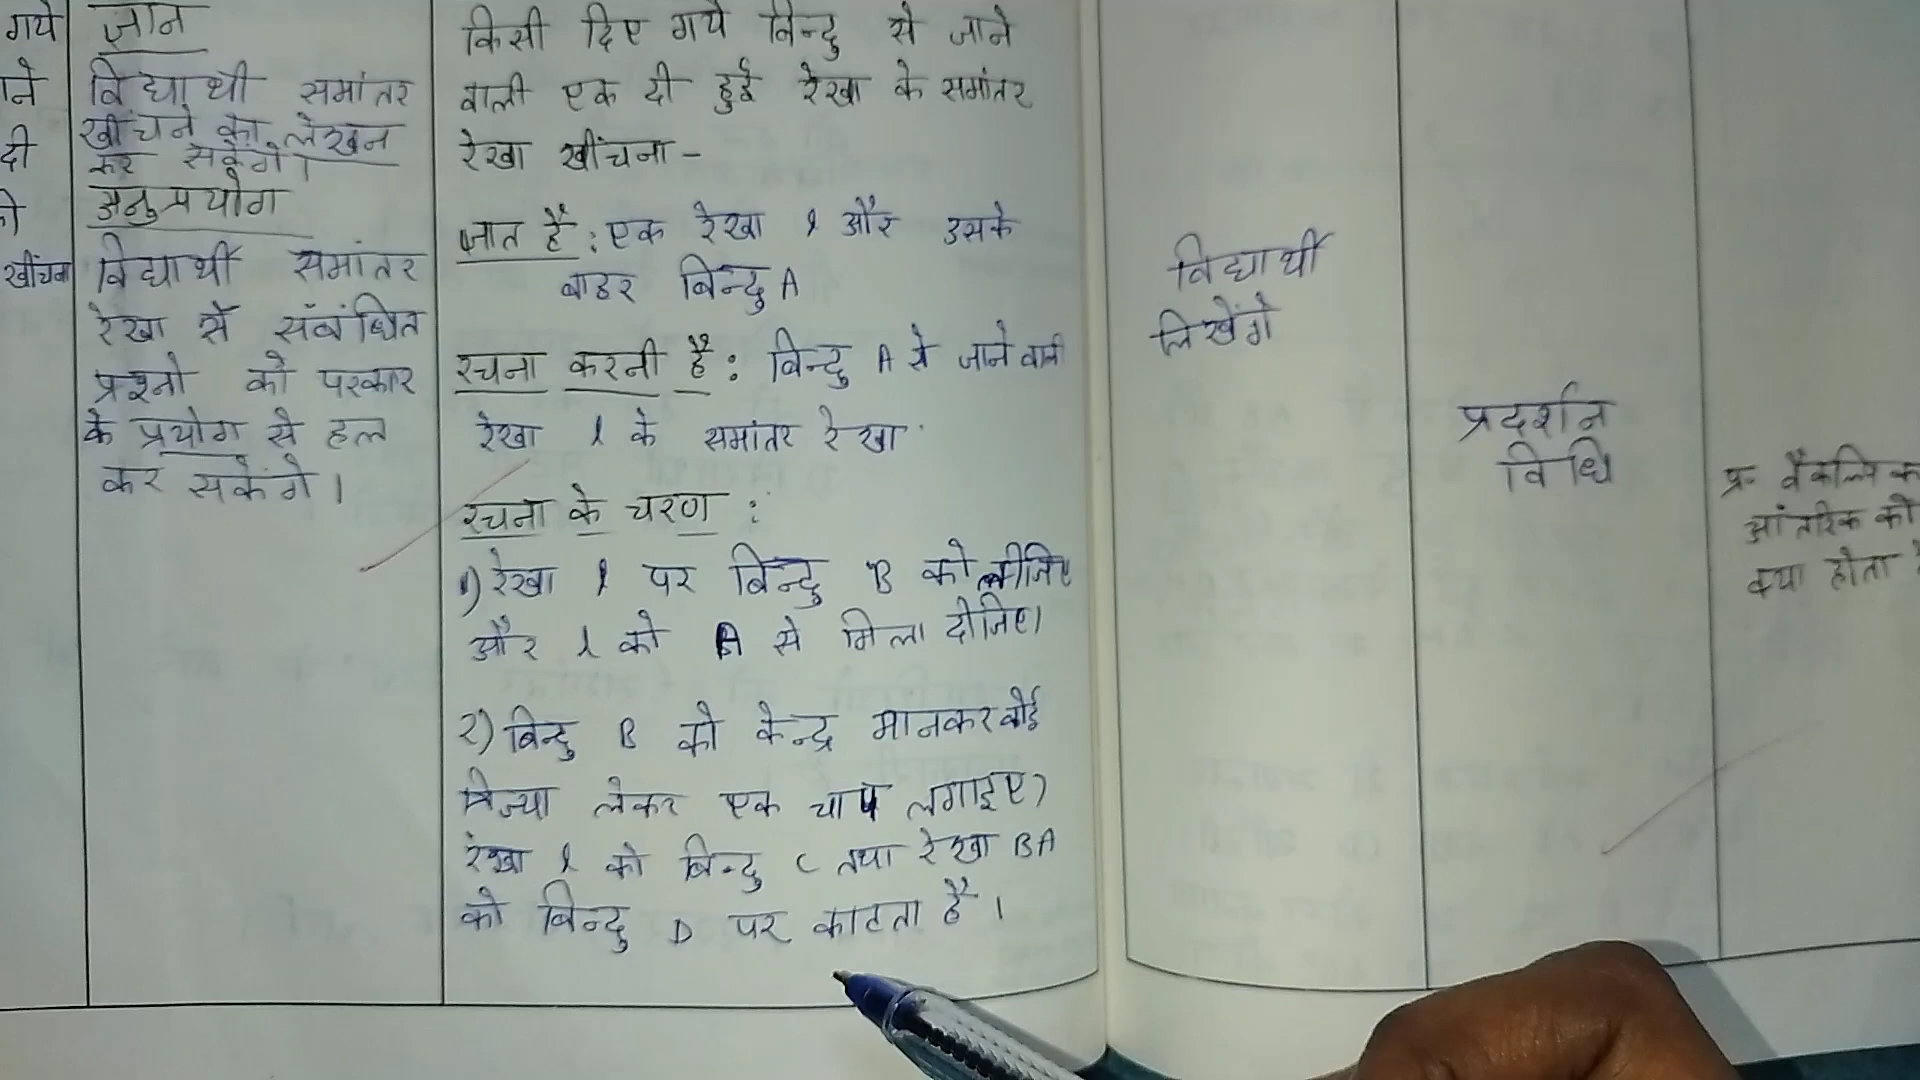 गये
ाने
दी
को
खींचना
ज्ञान
विद्यार्थी समांतर
खींचने का लेखन
कर सकेंगे।
अनुप्रयोग
विद्यार्थी समांतर
रेखा से संबंधित
प्रश्नो को परकार
के प्रयोग से हल
कर सकेंगे।
किसी दिए गये बिन्दु से जाने
वाली एक दी हुई रेखा के समांतर
रेखा खींचना -
ज्ञात है : एक रेखा l और उसके
बाहर बिन्दु A
रचना करनी है : बिन्दु A से जाने वाली
रेखा l के समांतर रेखा
रचना के चरण :
1) रेखा l पर बिन्दु B को लीजिए
और l को A से मिला दीजिए।
2) बिन्दु B को केन्द्र मानकर कोई
त्रिज्या लेकर एक चाप लगाइए)
रेखा l को बिन्दु C तथा रेखा BA
को बिन्दु D पर काटता है।
विद्यार्थी
लिखेंगे
प्रदर्शन
विधि
प्र॰ वैकल्पिक
आंतरिक को
क्या होता है